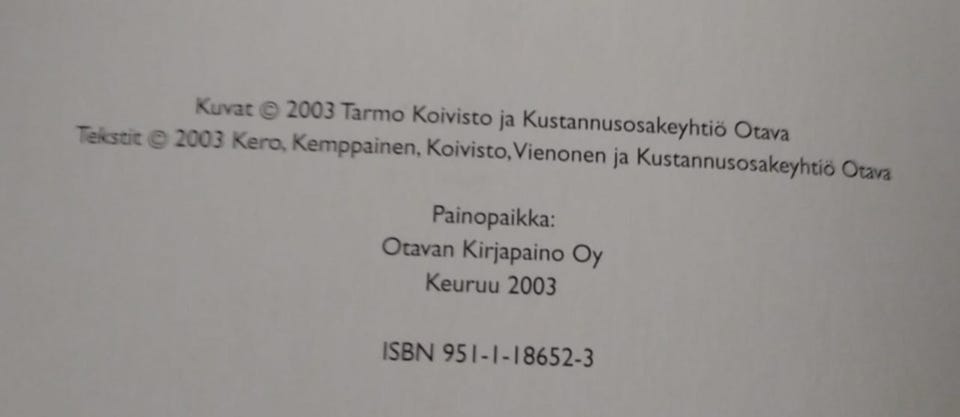 Kuvat © 2003 Tarmo Koivisto ja Kustannusosakeyhtiö Otava
Tekstit © 2003 Kero, Kemppainen, Koivisto, Vienonen ja Kustannusosakeyhtiö Otava
Painopaikka:
Otavan Kirjapaino Oy
Keuruu 2003
ISBN 951-1-18652-3